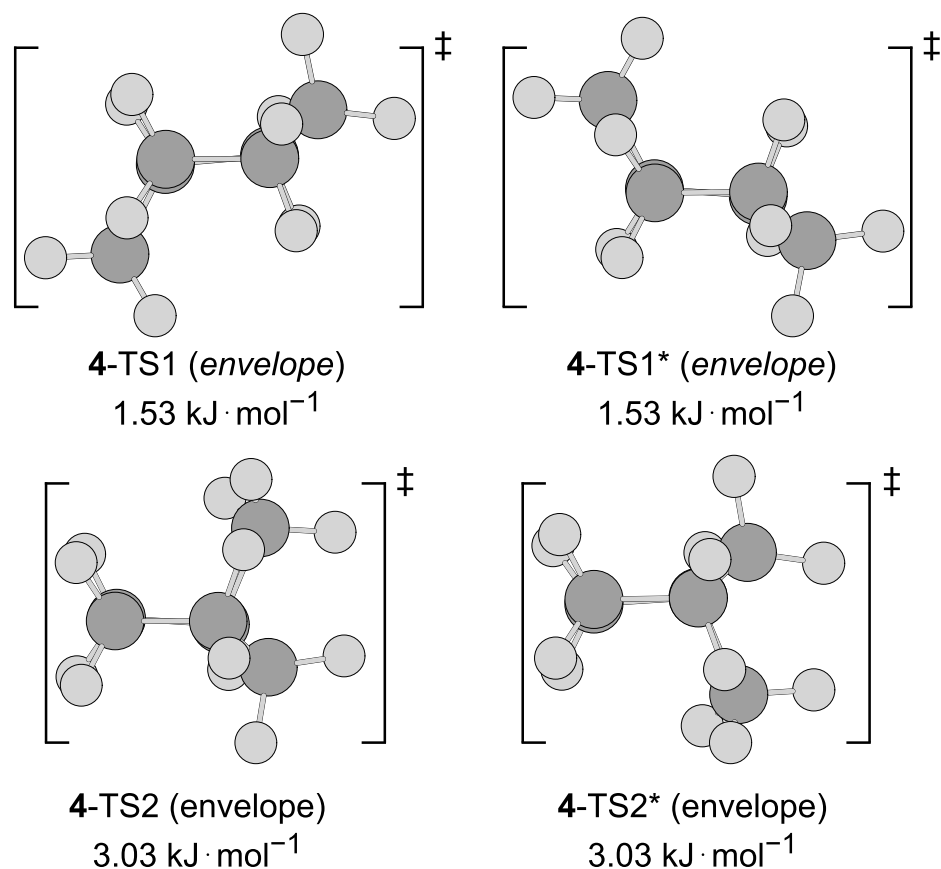 ‡ ‡
4-TS1 (envelope) 4-TS1* (envelope)
1.53 kJ·mol⁻¹ 1.53 kJ·mol⁻¹
‡ ‡
4-TS2 (envelope) 4-TS2* (envelope)
3.03 kJ·mol⁻¹ 3.03 kJ·mol⁻¹